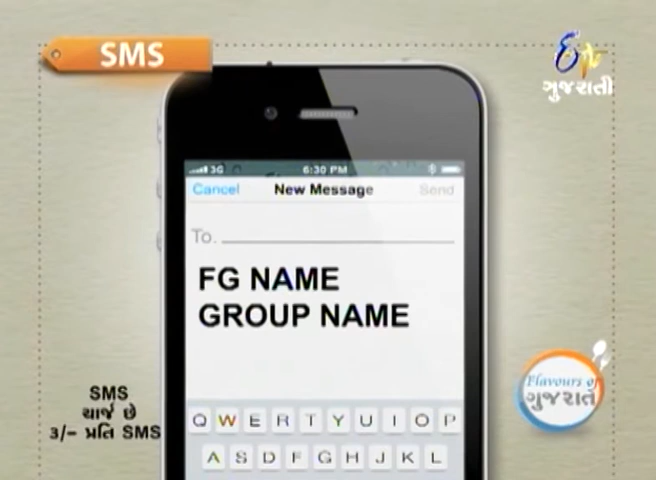 SMS
ETV
ગુજરાતી
3G
6:30 PM
Cancel New Message Send
To.
FG NAME
GROUP NAME
Flavours of
ગુજરાત
SMS
ચાર્જ છે
૩/– પ્રતિ SMS
Q W E R T Y U I O P
A S D F G H J K L